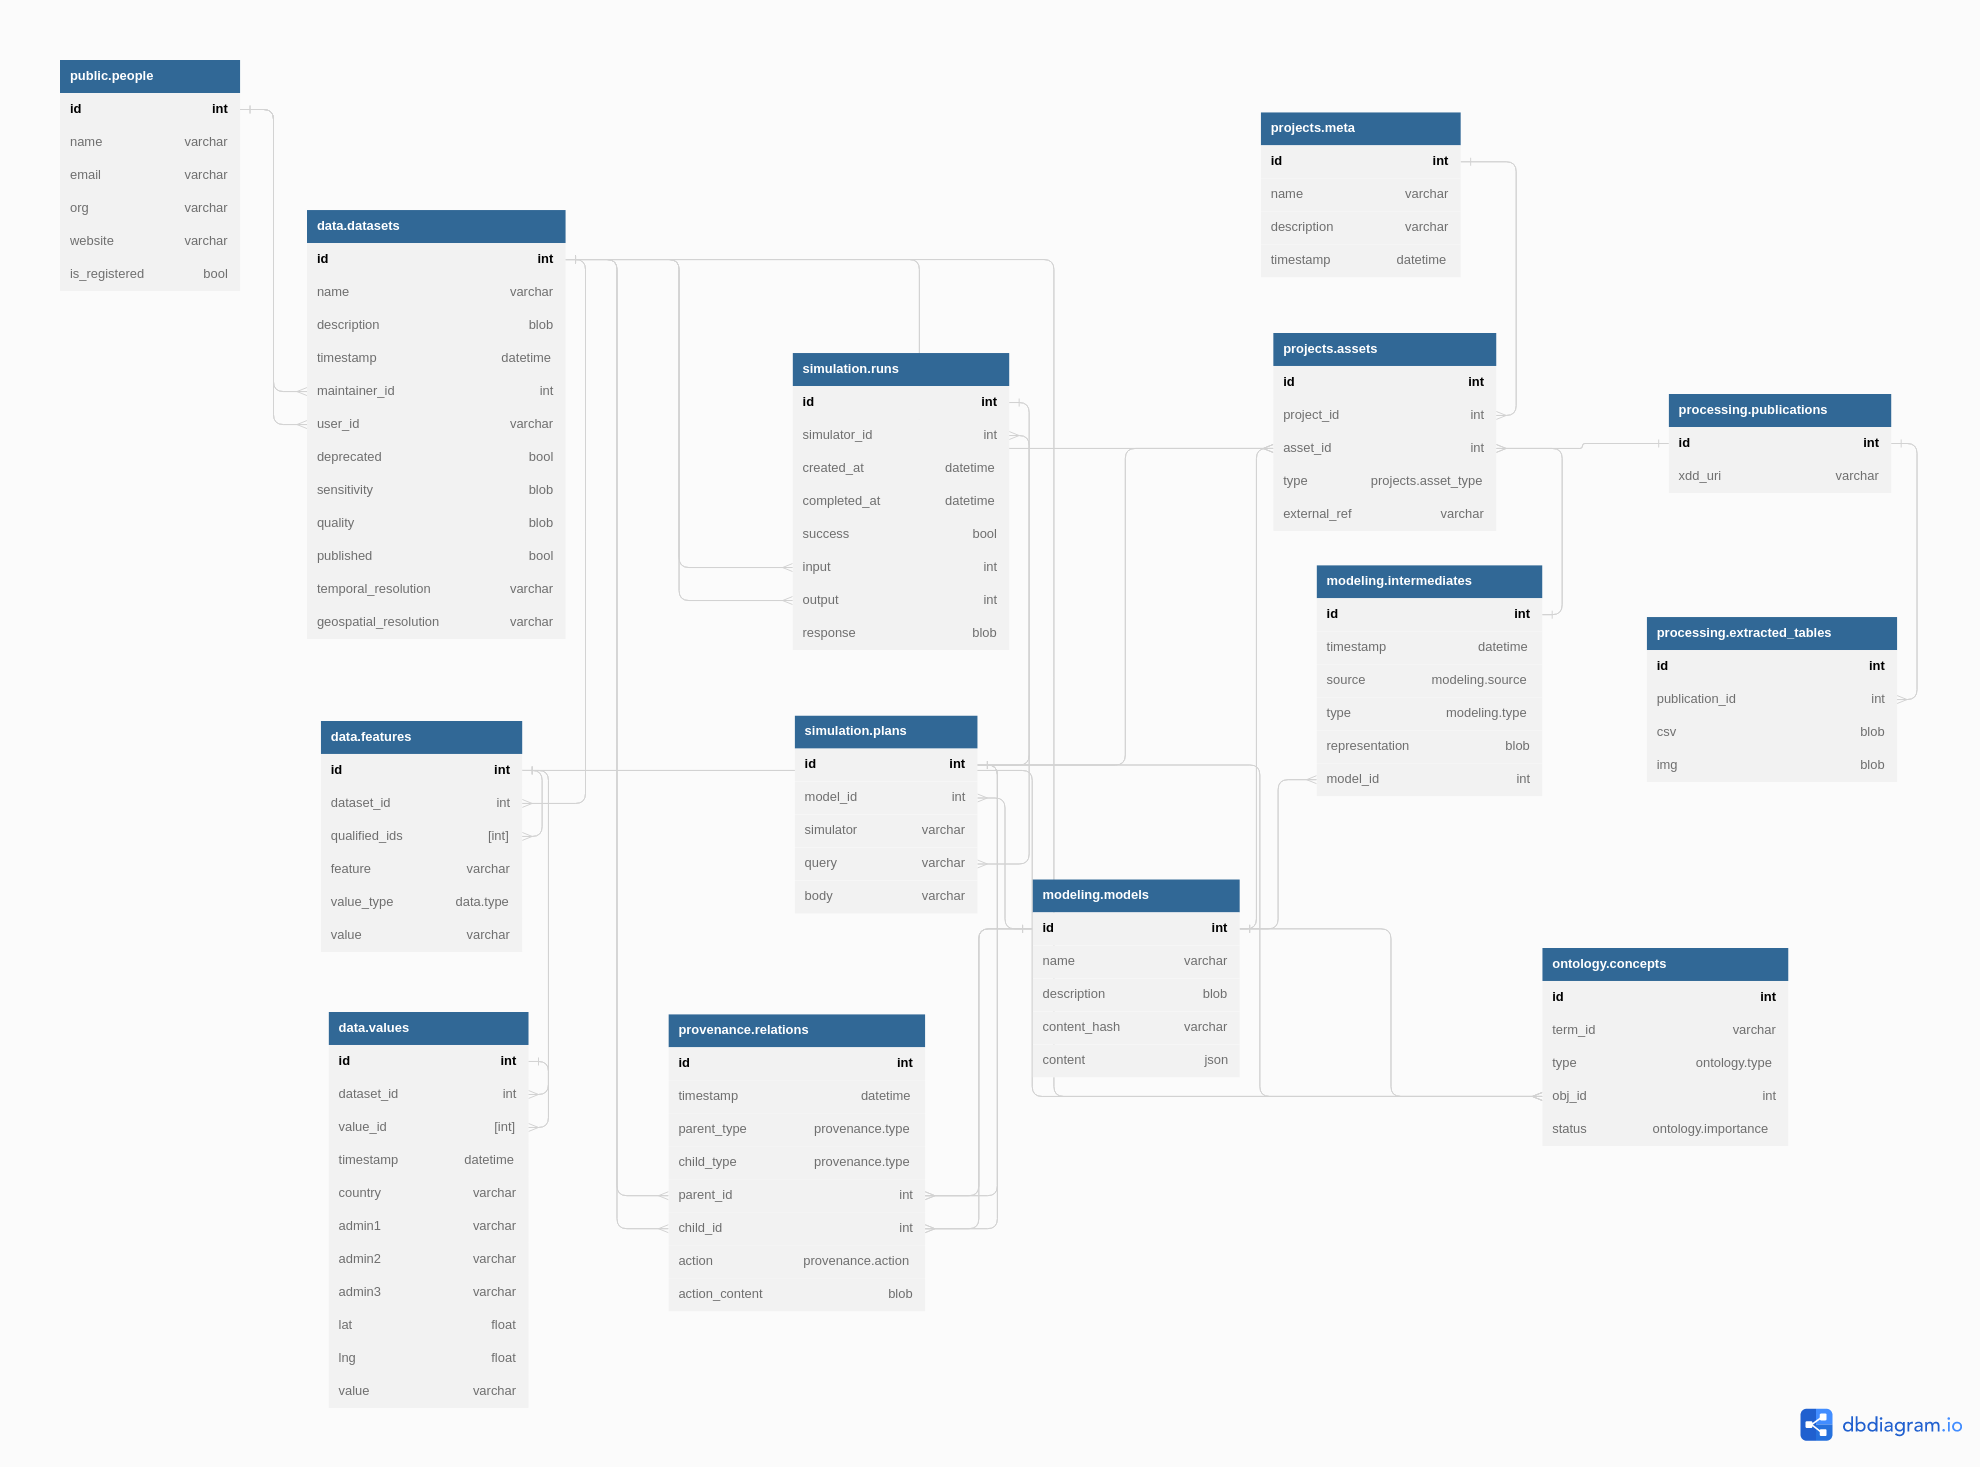 public.people
id int
name varchar
email varchar
org varchar
website varchar
is_registered bool
data.datasets
id int
name varchar
description blob
timestamp datetime
maintainer_id int
user_id varchar
deprecated bool
sensitivity blob
quality blob
published bool
temporal_resolution varchar
geospatial_resolution varchar
data.features
id int
dataset_id int
qualified_ids [int]
feature varchar
value_type data.type
value varchar
data.values
id int
dataset_id int
value_id [int]
timestamp datetime
country varchar
admin1 varchar
admin2 varchar
admin3 varchar
lat float
lng float
value varchar
simulation.runs
id int
simulator_id int
created_at datetime
completed_at datetime
success bool
input int
output int
response blob
simulation.plans
id int
model_id int
simulator varchar
query varchar
body varchar
provenance.relations
id int
timestamp datetime
parent_type provenance.type
child_type provenance.type
parent_id int
child_id int
action provenance.action
action_content blob
modeling.models
id int
name varchar
description blob
content_hash varchar
content json
projects.meta
id int
name varchar
description varchar
timestamp datetime
projects.assets
id int
project_id int
asset_id int
type projects.asset_type
external_ref varchar
modeling.intermediates
id int
timestamp datetime
source modeling.source
type modeling.type
representation blob
model_id int
processing.publications
id int
xdd_uri varchar
processing.extracted_tables
id int
publication_id int
csv blob
img blob
ontology.concepts
id int
term_id varchar
type ontology.type
obj_id int
status ontology.importance
dbdiagram.io